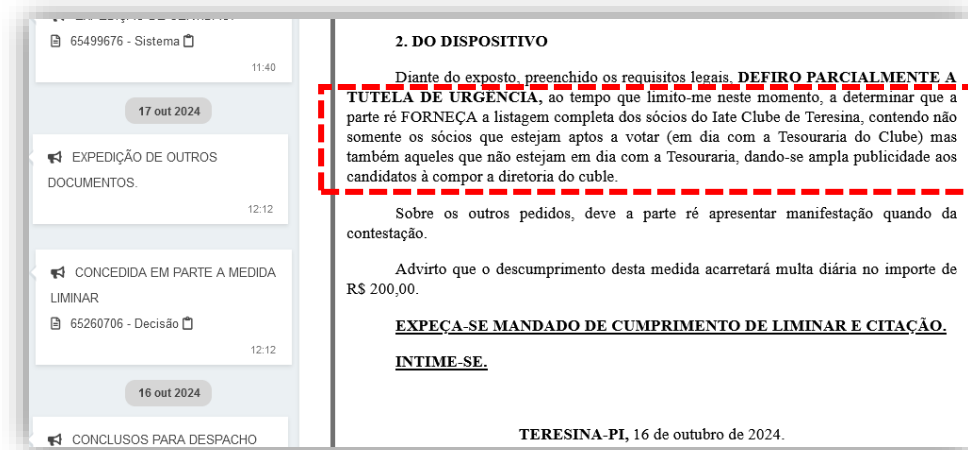 65499676 - Sistema
11:40
17 out 2024
EXPEDIÇÃO DE OUTROS
DOCUMENTOS.
12:12
CONCEDIDA EM PARTE A MEDIDA
LIMINAR
65260706 - Decisão
12:12
16 out 2024
CONCLUSOS PARA DESPACHO
2. DO DISPOSITIVO
Diante do exposto, preenchido os requisitos legais, DEFIRO PARCIALMENTE A
TUTELA DE URGÊNCIA, ao tempo que limito-me neste momento, a determinar que a
parte ré FORNEÇA a listagem completa dos sócios do Iate Clube de Teresina, contendo não
somente os sócios que estejam aptos a votar (em dia com a Tesouraria do Clube) mas
também aqueles que não estejam em dia com a Tesouraria, dando-se ampla publicidade aos
candidatos à compor a diretoria do cuble.
Sobre os outros pedidos, deve a parte ré apresentar manifestação quando da
contestação.
Advirto que o descumprimento desta medida acarretará multa diária no importe de
R$ 200,00.
EXPEÇA-SE MANDADO DE CUMPRIMENTO DE LIMINAR E CITAÇÃO.
INTIME-SE.
TERESINA-PI, 16 de outubro de 2024.